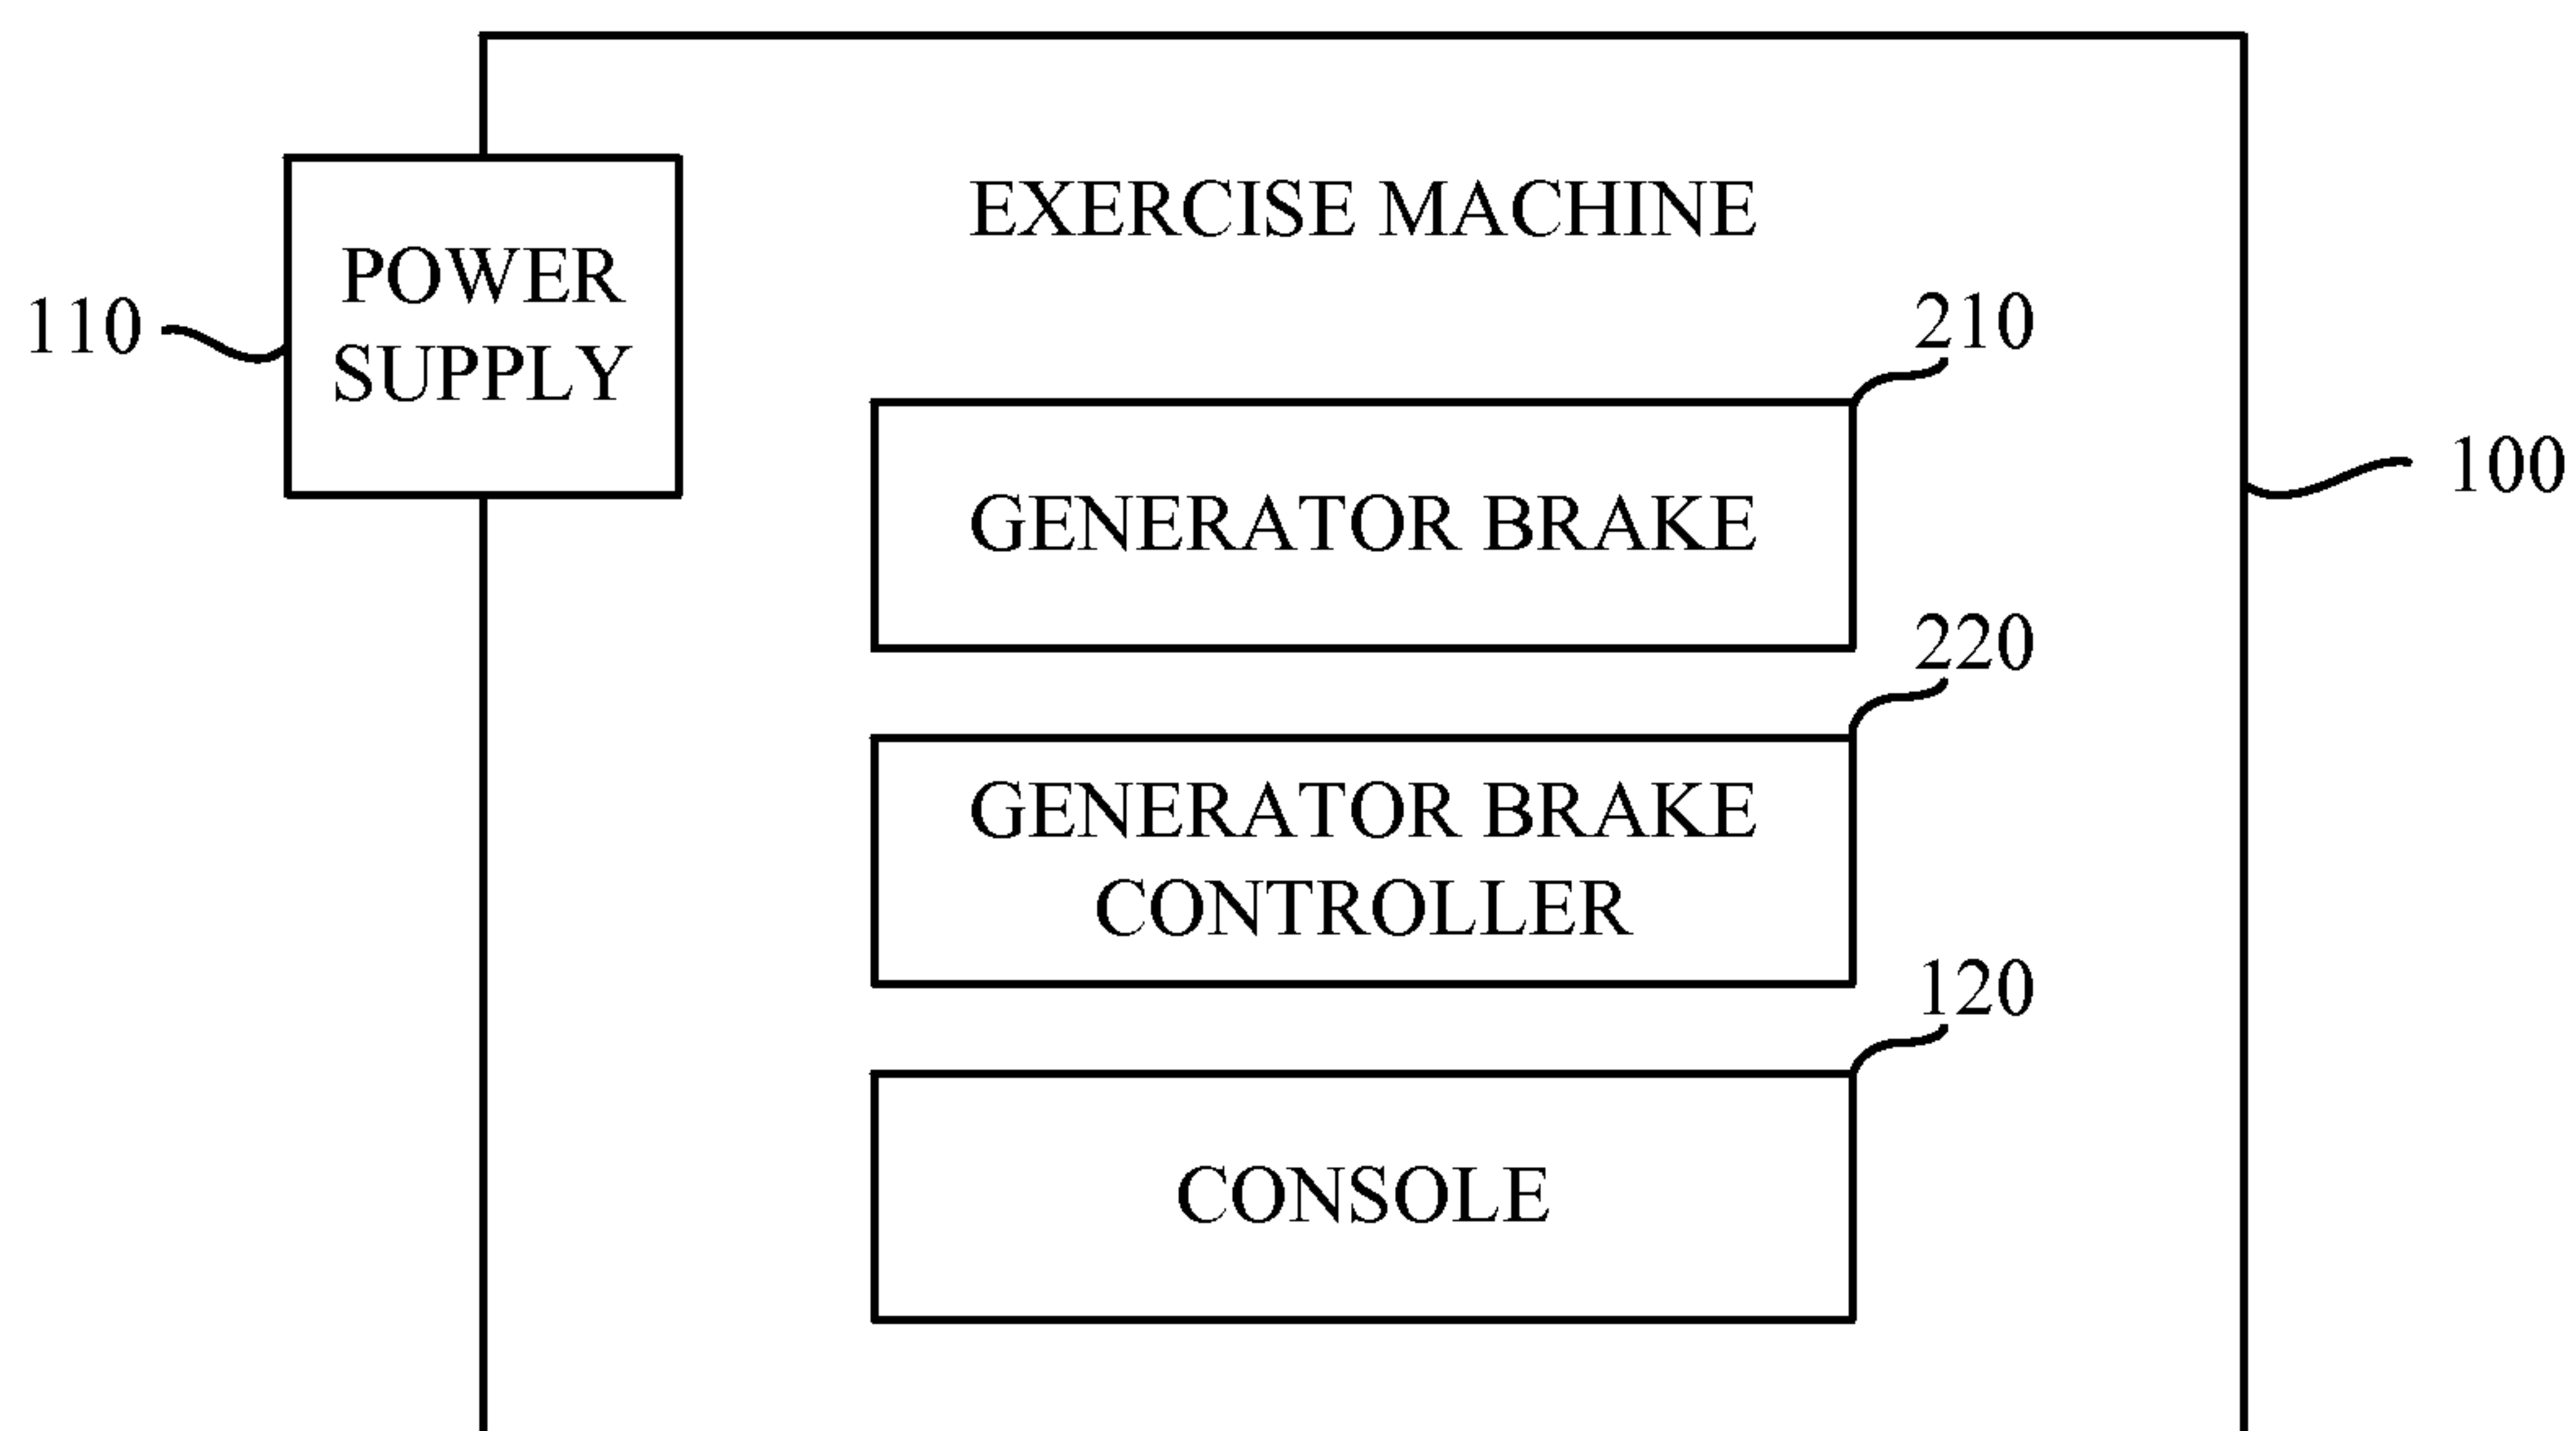 EXERCISE MACHINE
POWER
SUPPLY
110
210
GENERATOR BRAKE
100
220
GENERATOR BRAKE
CONTROLLER
120
CONSOLE